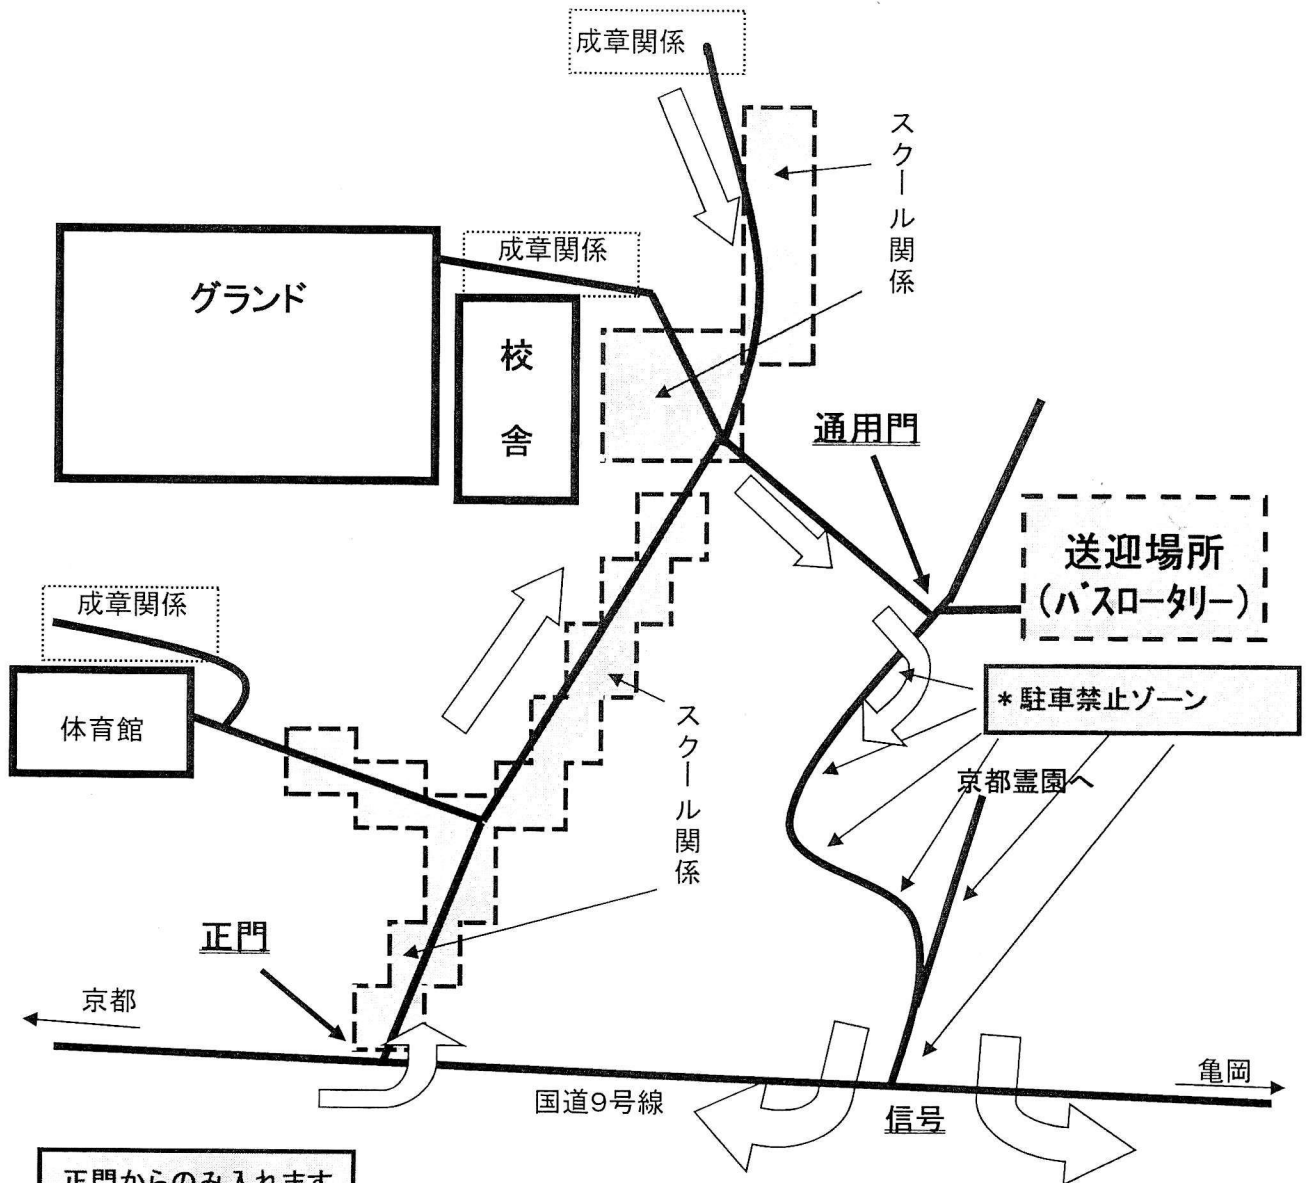 成章関係
スクール関係
成章関係
グランド
校舎
通用門
送迎場所
(バスロータリー)
成章関係
体育館
*駐車禁止ゾーン
スクール関係
京都霊園へ
正門
京都
亀岡
国道9号線
信号
正門からのみ入れます